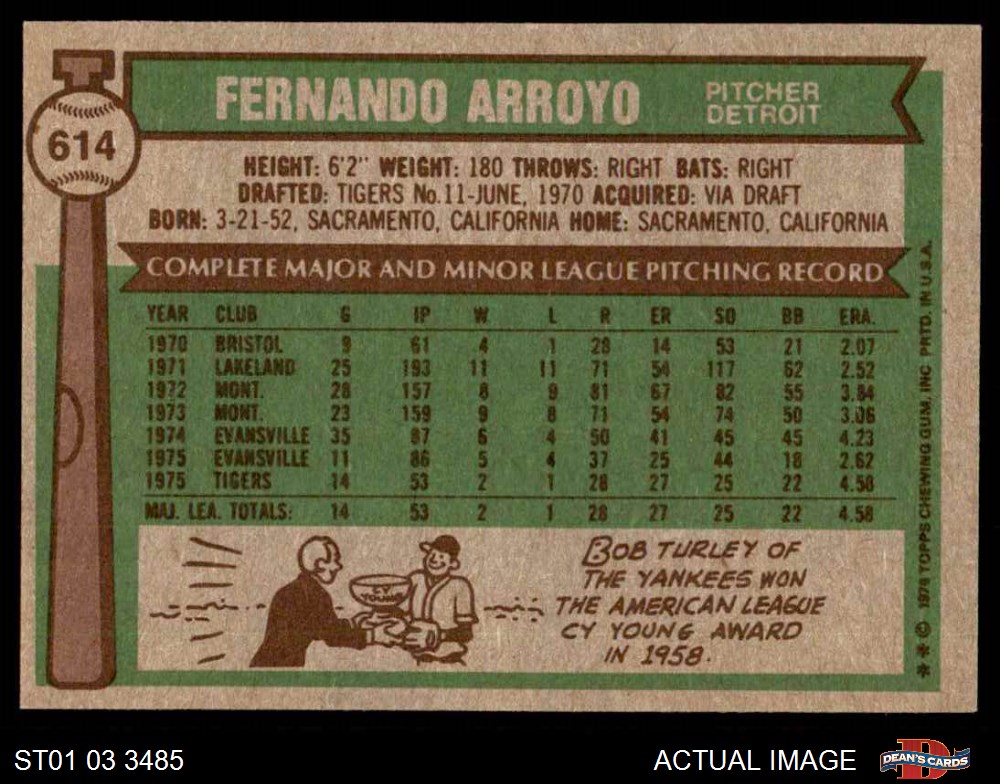 614
FERNANDO ARROYO
PITCHER
DETROIT
HEIGHT: 6'2" WEIGHT: 180 THROWS: RIGHT BATS: RIGHT
DRAFTED: TIGERS No.11-JUNE, 1970 ACQUIRED: VIA DRAFT
BORN: 3-21-52, SACRAMENTO, CALIFORNIA HOME: SACRAMENTO, CALIFORNIA
COMPLETE MAJOR AND MINOR LEAGUE PITCHING RECORD
YEAR CLUB G IP W L R ER SO BB ERA.
1970 BRISTOL 9 61 4 1 28 14 53 21 2.07
1971 LAKELAND 25 193 11 11 71 54 117 62 2.52
1972 MONT. 28 157 8 9 81 67 82 55 3.84
1973 MONT. 23 159 9 8 71 54 74 50 3.06
1974 EVANSVILLE 35 87 6 4 50 41 45 45 4.23
1975 EVANSVILLE 11 86 5 4 37 25 44 18 2.62
1975 TIGERS 14 53 2 1 28 27 25 22 4.58
MAJ. LEA. TOTALS: 14 53 2 1 28 27 25 22 4.58
CY
YOUNG
BOB TURLEY OF
THE YANKEES WON
THE AMERICAN LEAGUE
CY YOUNG AWARD
IN 1958.
** © 1976 TOPPS CHEWING GUM, INC PRTD. IN U.S.A.
ST01 03 3485
ACTUAL IMAGE
D
DEAN'S CARDS